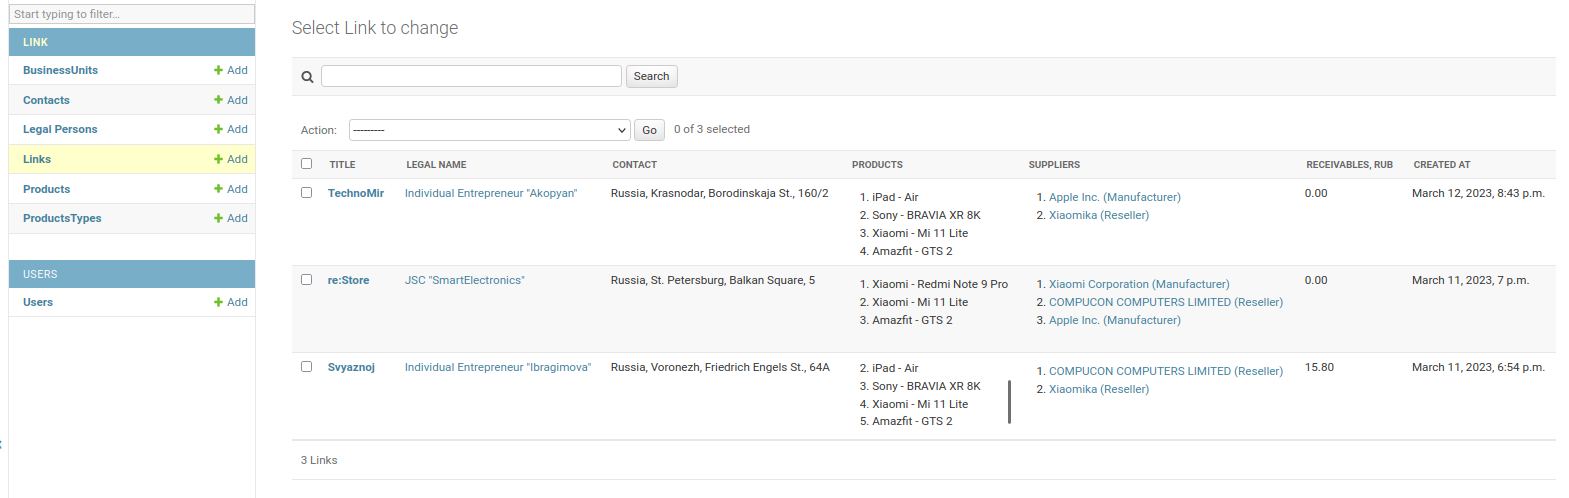 Start typing to filter...
LINK
BusinessUnits + Add
Contacts + Add
Legal Persons + Add
Links + Add
Products + Add
ProductsTypes + Add
USERS
Users + Add
Select Link to change
Search
Action: --------- Go 0 of 3 selected
TITLE LEGAL NAME CONTACT PRODUCTS SUPPLIERS RECEIVABLES, RUB CREATED AT
TechnoMir Individual Entrepreneur "Akopyan" Russia, Krasnodar, Borodinskaja St., 160/2 0.00 March 12, 2023, 8:43 p.m.
1. iPad - Air
2. Sony - BRAVIA XR 8K
3. Xiaomi - Mi 11 Lite
4. Amazfit - GTS 2
1. Apple Inc. (Manufacturer)
2. Xiaomika (Reseller)
re:Store JSC "SmartElectronics" Russia, St. Petersburg, Balkan Square, 5 0.00 March 11, 2023, 7 p.m.
1. Xiaomi - Redmi Note 9 Pro
2. Xiaomi - Mi 11 Lite
3. Amazfit - GTS 2
1. Xiaomi Corporation (Manufacturer)
2. COMPUCON COMPUTERS LIMITED (Reseller)
3. Apple Inc. (Manufacturer)
Svyaznoj Individual Entrepreneur "Ibragimova" Russia, Voronezh, Friedrich Engels St., 64A 15.80 March 11, 2023, 6:54 p.m.
2. iPad - Air
3. Sony - BRAVIA XR 8K
4. Xiaomi - Mi 11 Lite
5. Amazfit - GTS 2
1. COMPUCON COMPUTERS LIMITED (Reseller)
2. Xiaomika (Reseller)
3 Links